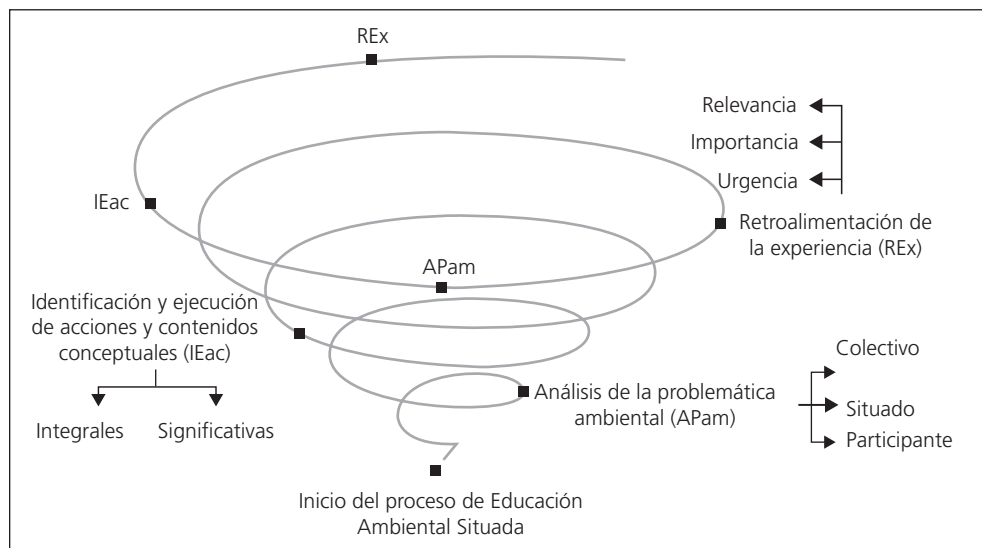 REx
Relevancia
Importancia
Urgencia
IEac
Retroalimentación de
la experiencia (REx)
APam
Identificación y ejecución
de acciones y contenidos
conceptuales (IEac)
Integrales
Significativas
Colectivo
Análisis de la problemática
ambiental (APam)
Situado
Participante
Inicio del proceso de Educación
Ambiental Situada